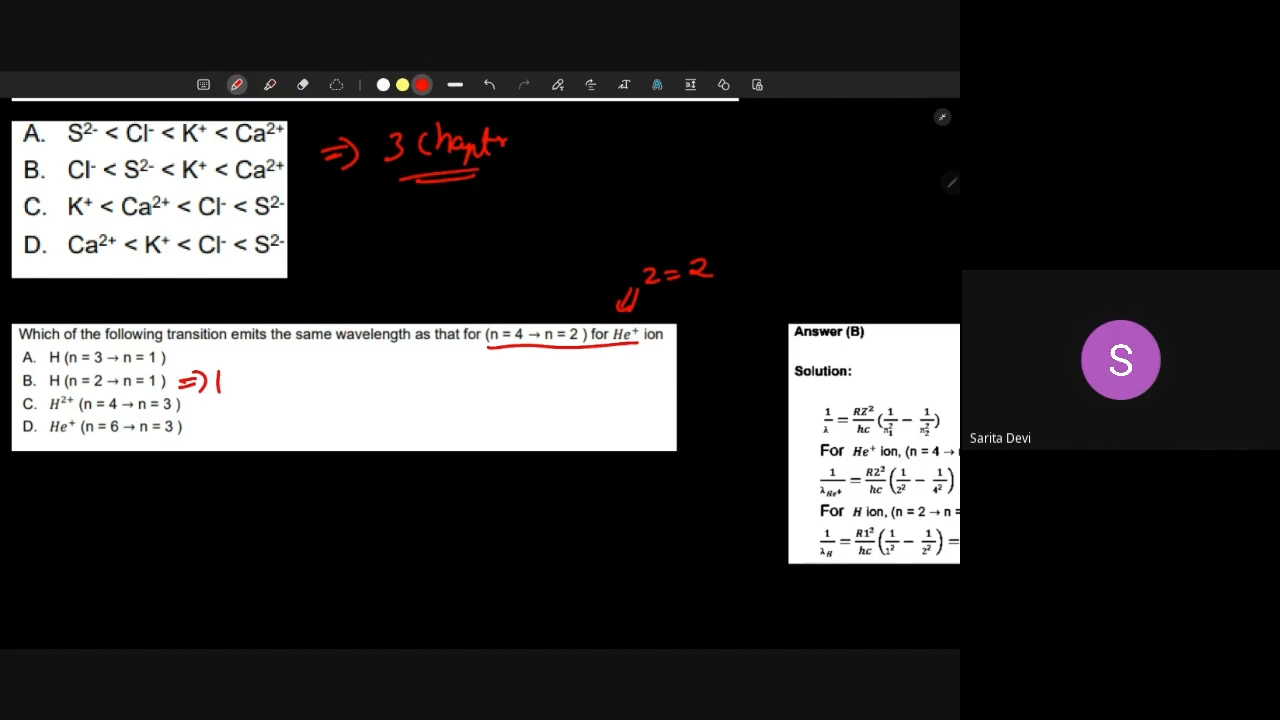 A. S²⁻ < Cl⁻ < K⁺ < Ca²⁺
B. Cl⁻ < S²⁻ < K⁺ < Ca²⁺
C. K⁺ < Ca²⁺ < Cl⁻ < S²⁻
D. Ca²⁺ < K⁺ < Cl⁻ < S²⁻
⇒ 3 Chapt
z = 2
Which of the following transition emits the same wavelength as that for (n = 4 → n = 2 ) for He⁺ ion
A. H (n = 3 → n = 1 )
B. H (n = 2 → n = 1 ) ⇒ 1
C. H²⁺ (n = 4 → n = 3 )
D. He⁺ (n = 6 → n = 3 )
Answer (B)
Solution:
1/λ = RZ²/hc (1/n₁² − 1/n₂²)
For He⁺ ion, (n = 4 →
1/λHe⁺ = R2²/hc (1/2² − 1/4²)
For H ion, (n = 2 → n =
1/λH = R1²/hc (1/1² − 1/2²) =
S
Sarita Devi